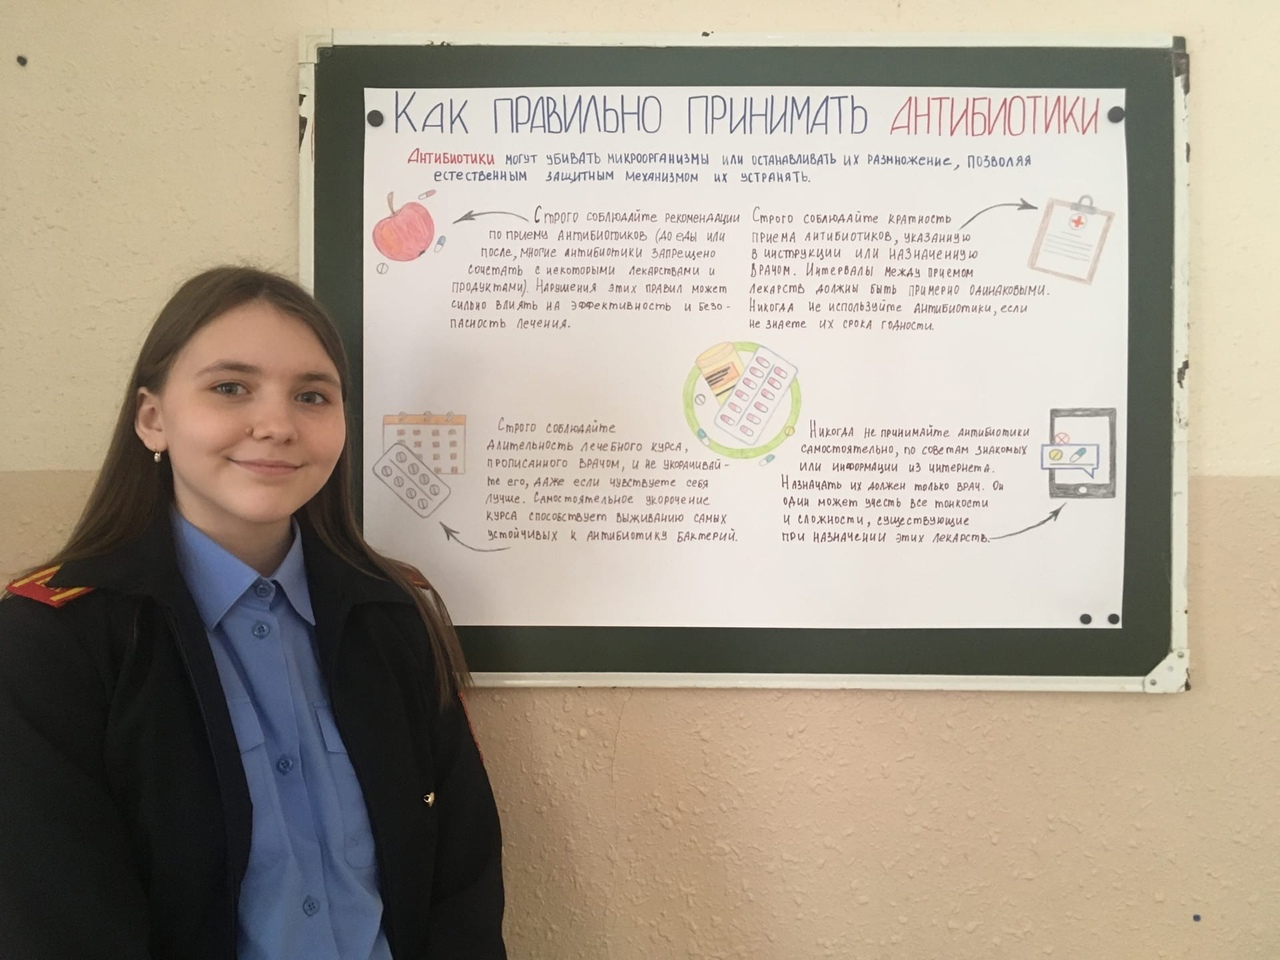 Как правильно принимать антибиотики
Антибиотики могут убивать микроорганизмы или останавливать их размножение, позволяя
естественным защитным механизмом их устранять.
Строго соблюдайте рекомендации
по приему антибиотиков (до еды или
после, многие антибиотики запрещено
сочетать с некоторыми лекарствами и
продуктами). Нарушения этих правил может
сильно влиять на эффективность и безо-
пасность лечения.
Строго соблюдайте кратность
приема антибиотиков, указанную
в инструкции или назначенную
врачом. Интервалы между приемом
лекарств должны быть примерно одинаковыми.
Никогда не используйте антибиотики, если
не знаете их срока годности.
Строго соблюдайте
длительность лечебного курса,
прописанного врачом, и не укорачивай-
те его, даже если чувствуете себя
лучше. Самостоятельное укорочение
курса способствует выживанию самых
устойчивых к антибиотику бактерий.
Никогда не принимайте антибиотики
самостоятельно, по советам знакомых
или информации из интернета.
Назначать их должен только врач. Он
один может учесть все тонкости
и сложности, существующие
при назначении этих лекарств.